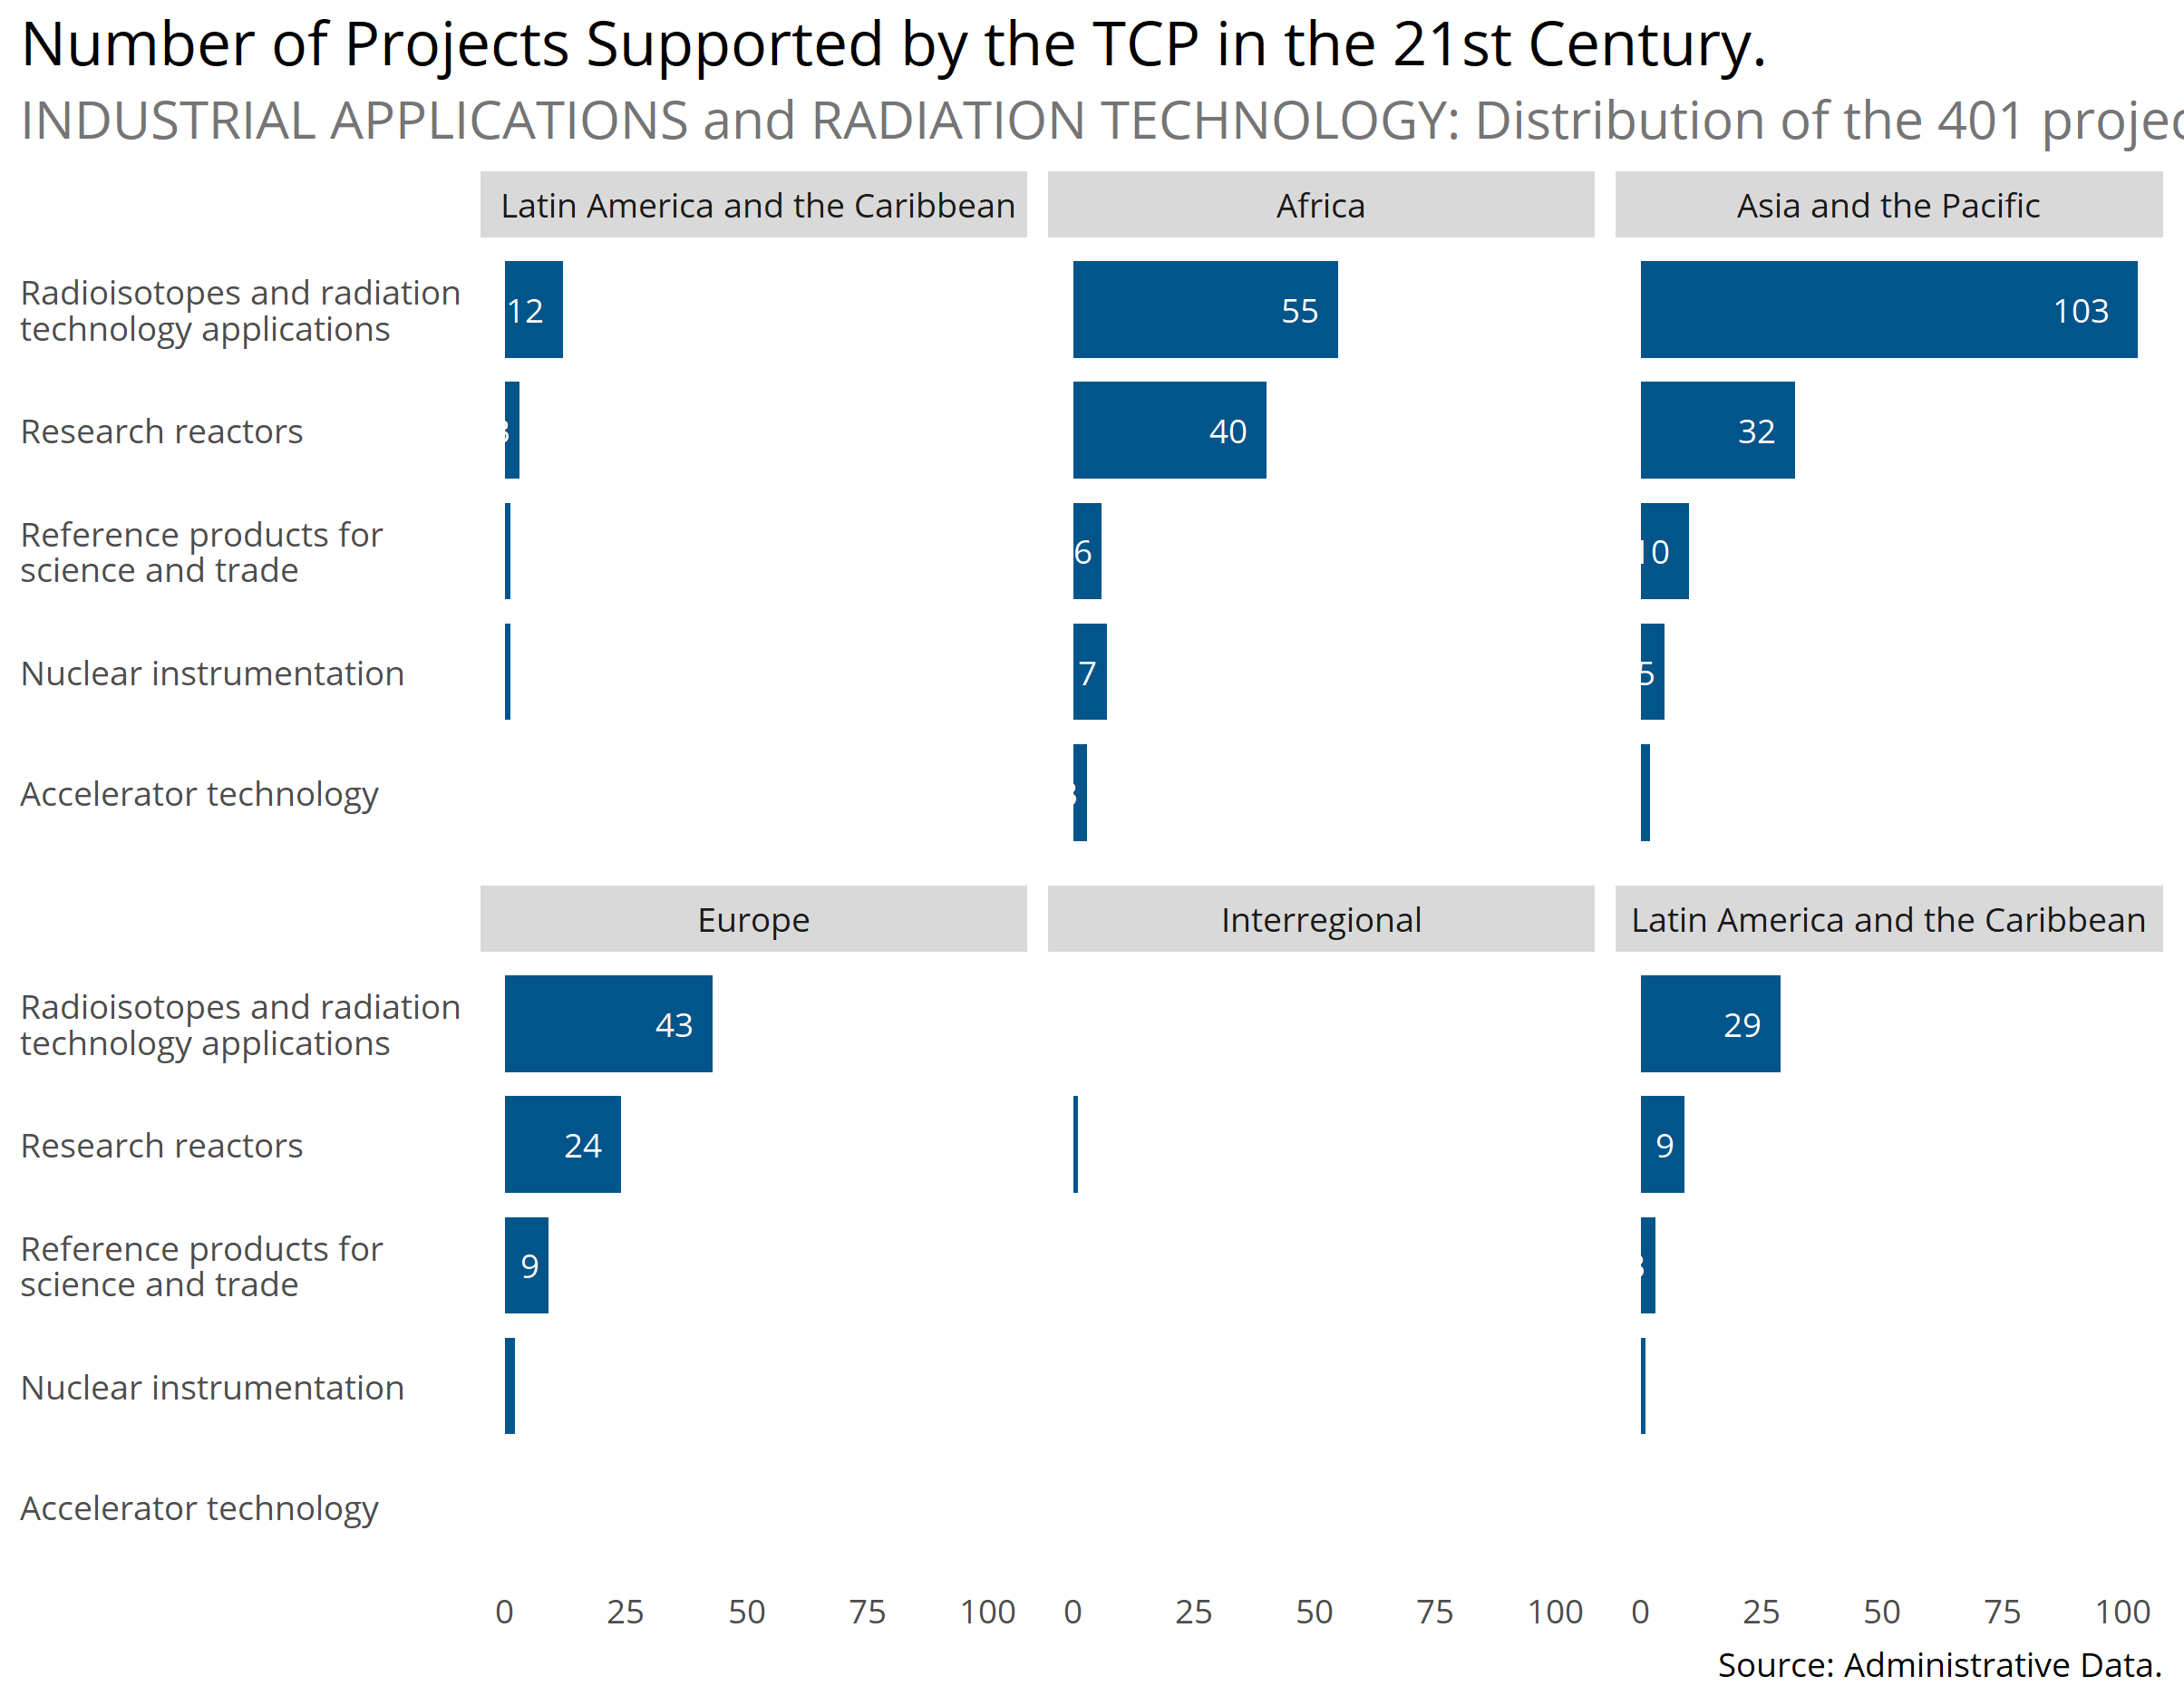 Number of Projects Supported by the TCP in the 21st Century.
INDUSTRIAL APPLICATIONS and RADIATION TECHNOLOGY: Distribution of the 401
Latin America and the Caribbean
Africa
Asia and the Pacific
Radioisotopes and radiation
technology applications
12
55
103
Research reactors
3
40
32
Reference products for
science and trade
6
10
Nuclear instrumentation
7
5
Accelerator technology
3
Europe
Interregional
Latin America and the Caribbean
Radioisotopes and radiation
technology applications
43
29
Research reactors
24
9
Reference products for
science and trade
9
3
Nuclear instrumentation
Accelerator technology
0 25 50 75 100 0 25 50 75 100 0 25 50 75 100
Source: Administrative Data.